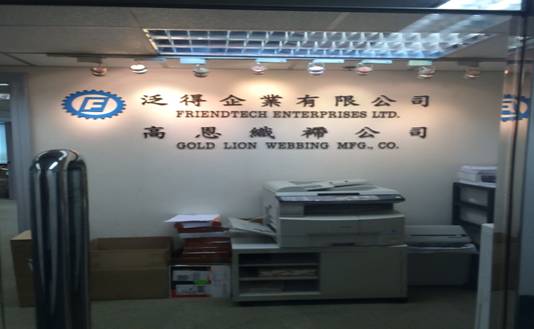 泛得企業有限公司
FRIENDTECH ENTERPRISES LTD.
高恩織帶公司
GOLD LION WEBBING MFG., CO.